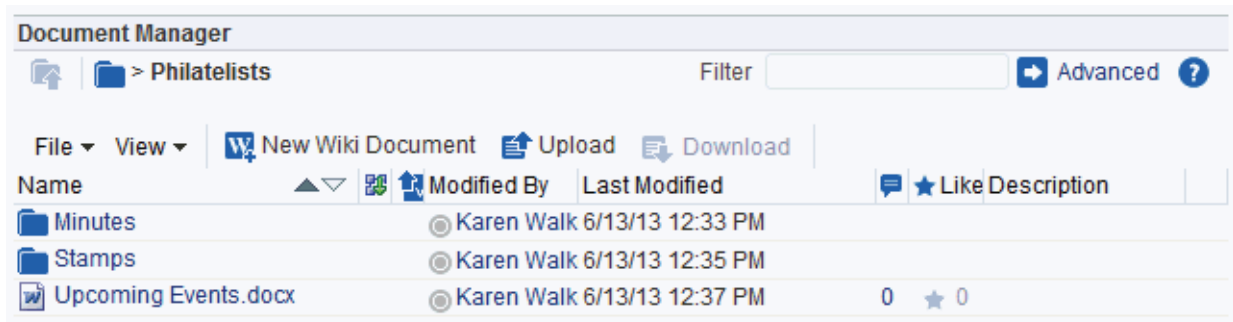 Document Manager
> Philatelists Filter Advanced ?
File View New Wiki Document Upload Download
Name Modified By Last Modified Like Description
Minutes Karen Walk 6/13/13 12:33 PM
Stamps Karen Walk 6/13/13 12:35 PM
Upcoming Events.docx Karen Walk 6/13/13 12:37 PM 0 0